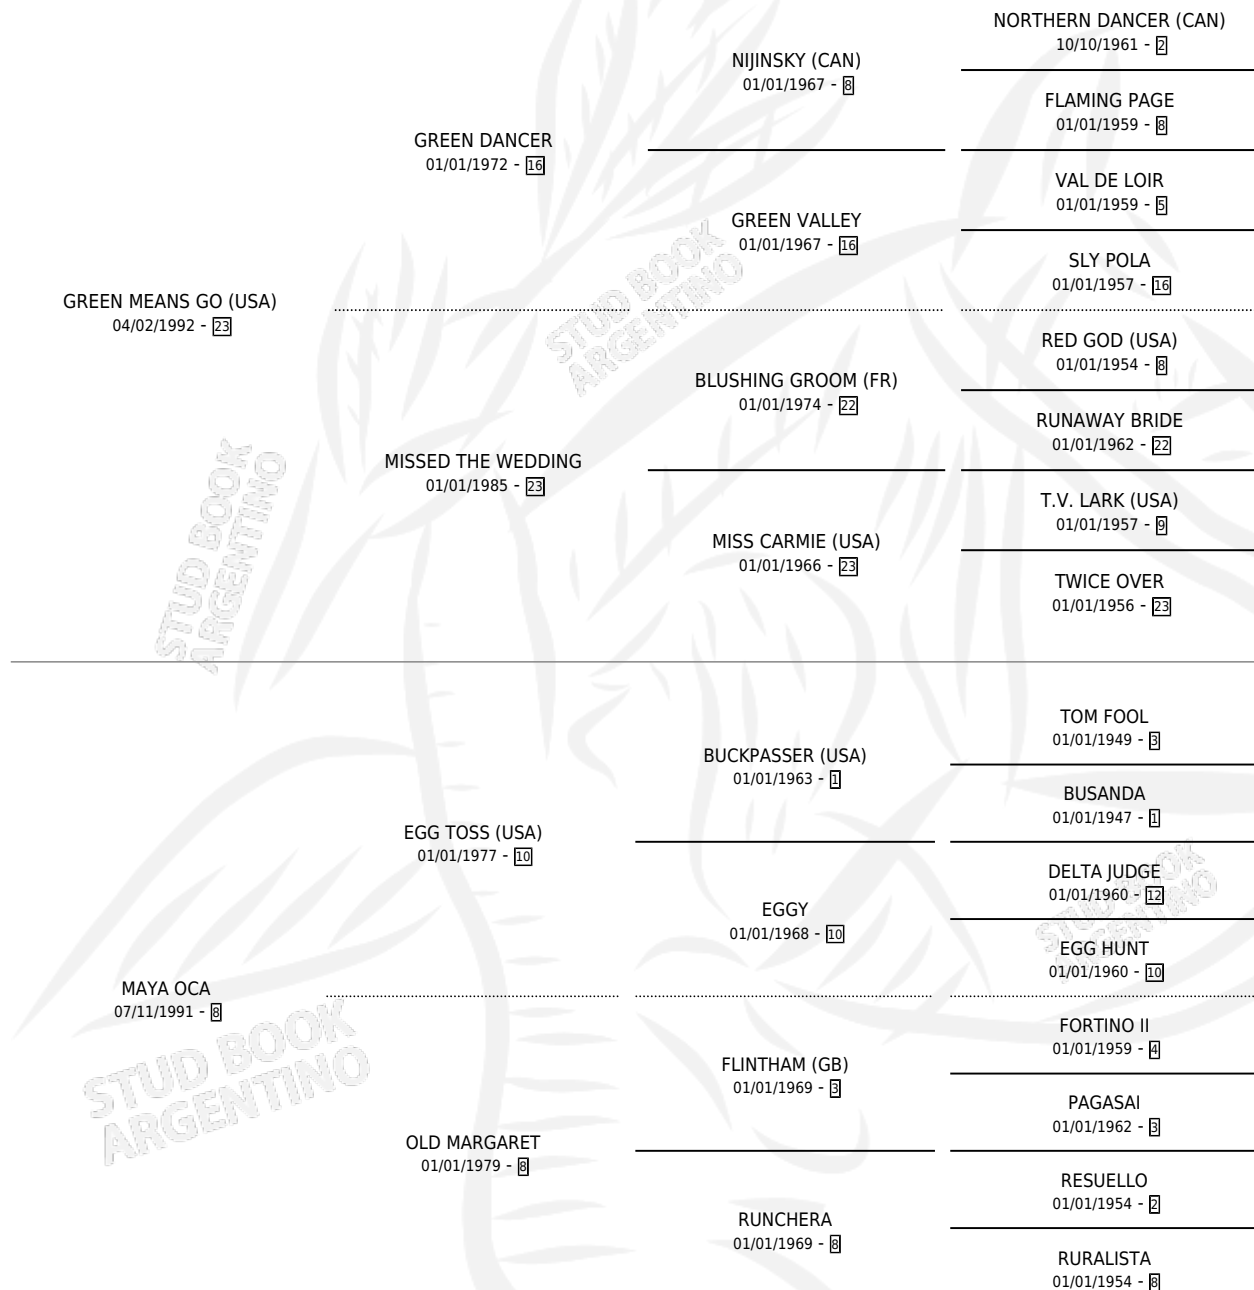 NORTHERN DANCER (CAN)
10/10/1961 - 2
NIJINSKY (CAN)
01/01/1967 - 8
FLAMING PAGE
01/01/1959 - 8
GREEN DANCER
01/01/1972 - 16
VAL DE LOIR
01/01/1959 - 5
GREEN VALLEY
01/01/1967 - 16
SLY POLA
01/01/1957 - 16
GREEN MEANS GO (USA)
04/02/1992 - 23
RED GOD (USA)
01/01/1954 - 8
BLUSHING GROOM (FR)
01/01/1974 - 22
RUNAWAY BRIDE
01/01/1962 - 22
MISSED THE WEDDING
01/01/1985 - 23
T.V. LARK (USA)
01/01/1957 - 9
MISS CARMIE (USA)
01/01/1966 - 23
TWICE OVER
01/01/1956 - 23
STUD BOOK
ARGENTINO
STUD BOOK
ARGENTINO
TOM FOOL
01/01/1949 - 3
BUCKPASSER (USA)
01/01/1963 - 1
BUSANDA
01/01/1947 - 1
EGG TOSS (USA)
01/01/1977 - 10
DELTA JUDGE
01/01/1960 - 12
EGGY
01/01/1968 - 10
EGG HUNT
01/01/1960 - 10
STUD BOOK
ARGENTINO
MAYA OCA
07/11/1991 - 8
FORTINO II
01/01/1959 - 4
FLINTHAM (GB)
01/01/1969 - 3
PAGASAI
01/01/1962 - 3
OLD MARGARET
01/01/1979 - 8
RESUELLO
01/01/1954 - 2
RUNCHERA
01/01/1969 - 8
RURALISTA
01/01/1954 - 8
STUD BOOK
ARGENTINO